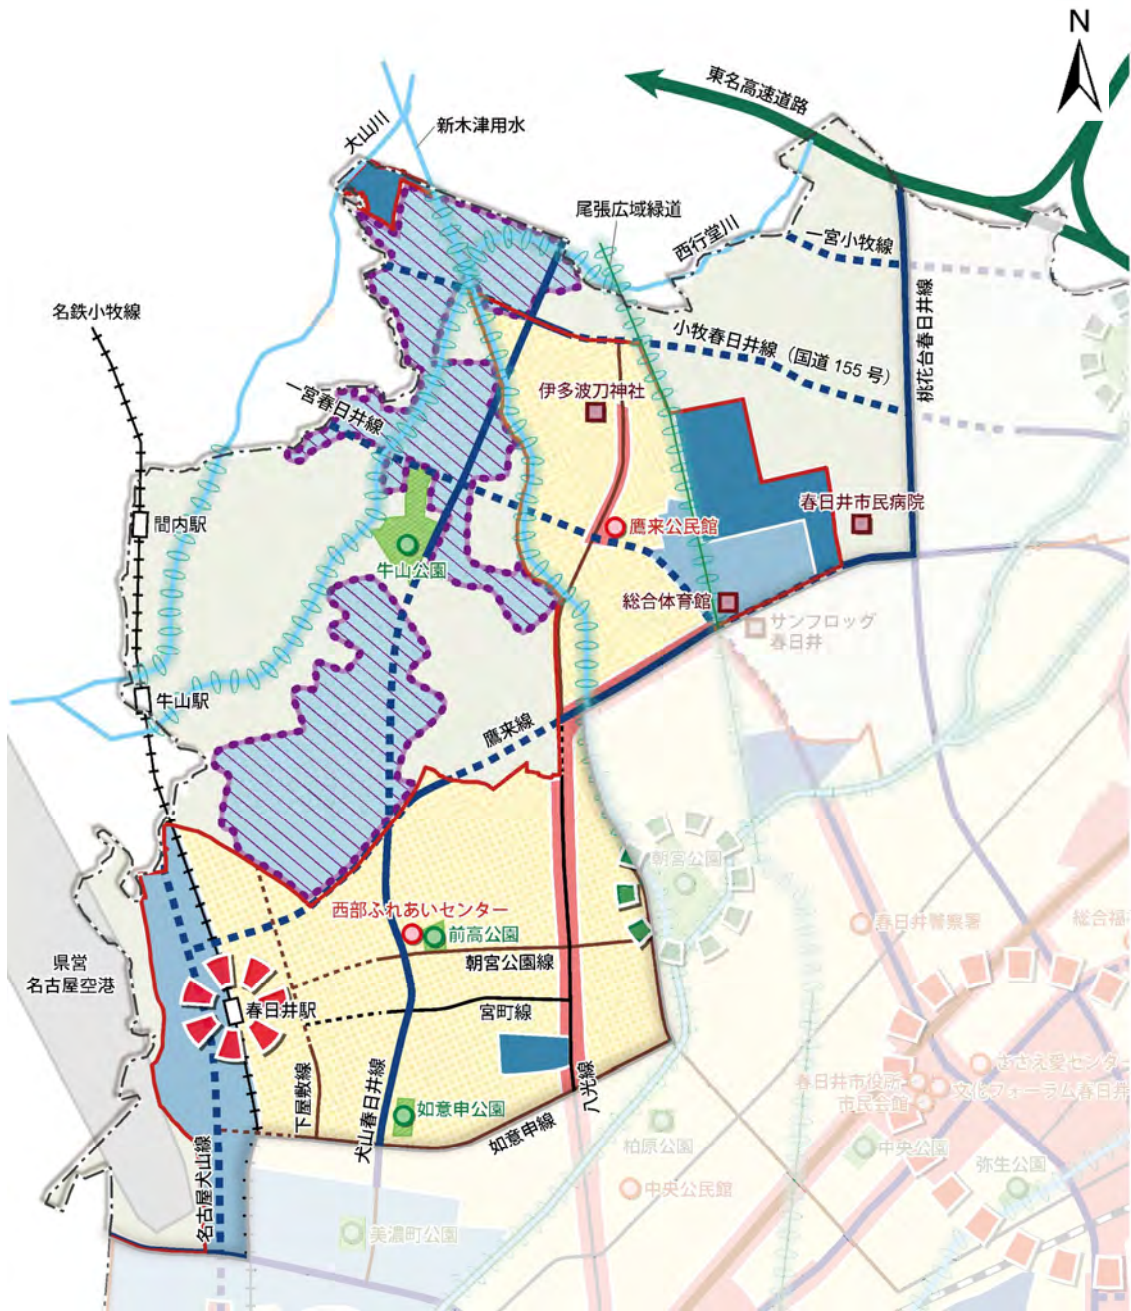 N
東名高速道路
大山川
新木津用水
尾張広域緑道
西行堂川
一宮小牧線
名鉄小牧線
桃花台春日井線
小牧春日井線（国道 155 号）
一宮春日井線
伊多波刀神社
春日井市民病院
間内駅
鷹来公民館
牛山公園
総合体育館
サンフロッグ
春日井
牛山駅
鷹来線
朝宮公園
西部ふれあいセンター
前高公園
春日井警察署
総合福
県営
名古屋空港
朝宮公園線
春日井駅
宮町線
下屋敷線
犬山春日井線
八光線
ささえ愛センター
春日井市役所
市民会館
文化フォーラム春日井
如意申公園
如意申線
柏原公園
中央公園
弥生公園
名古屋犬山線
中央公民館
美濃町公園